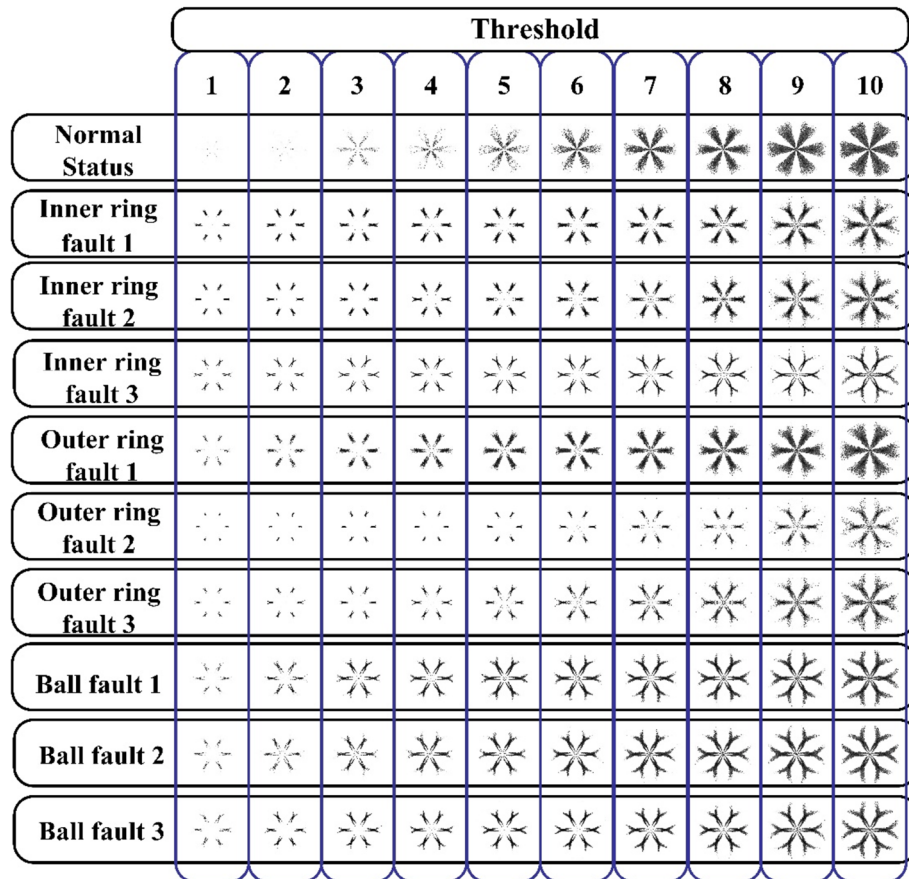 Threshold
1 2 3 4 5 6 7 8 9 10
Normal
Status
Inner ring
fault 1
Inner ring
fault 2
Inner ring
fault 3
Outer ring
fault 1
Outer ring
fault 2
Outer ring
fault 3
Ball fault 1
Ball fault 2
Ball fault 3